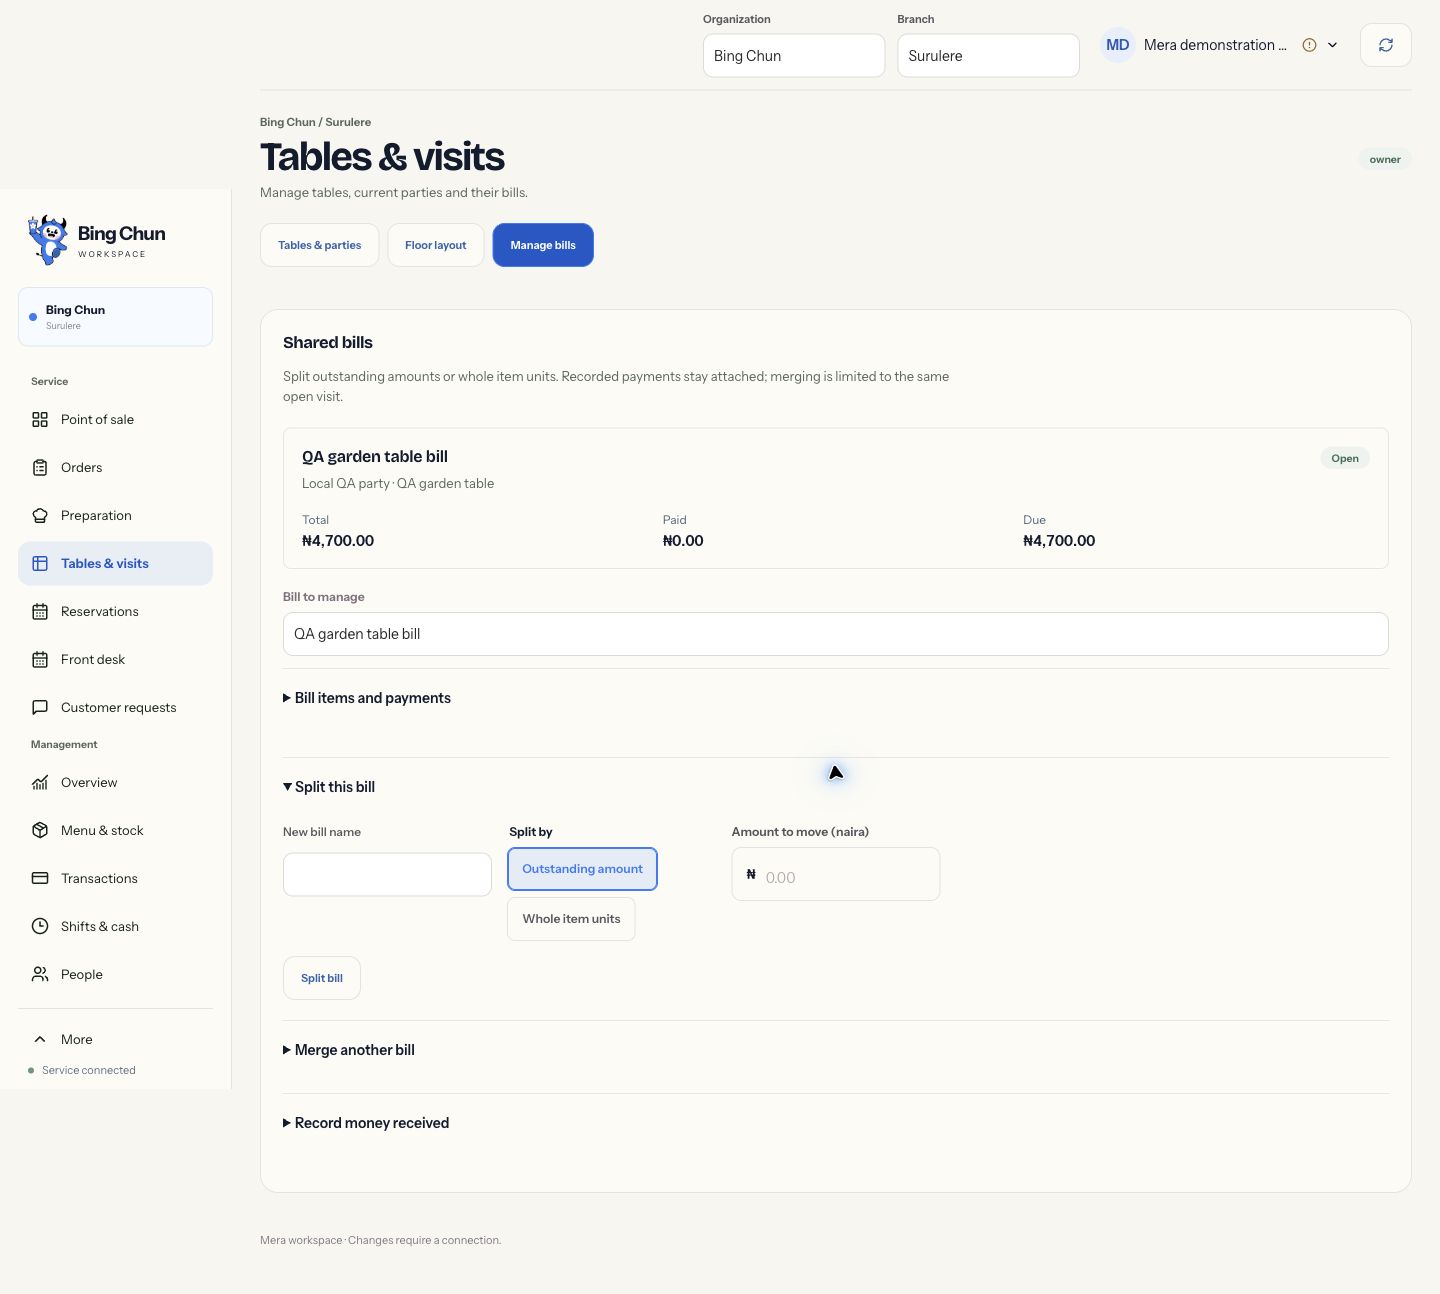 Organization
Branch
Bing Chun
Surulere
MD
Mera demonstration ...
Bing Chun / Surulere
Tables & visits
owner
Manage tables, current parties and their bills.
Tables & parties
Floor layout
Manage bills
Bing Chun
WORKSPACE
Bing Chun
Surulere
Service
Point of sale
Orders
Preparation
Tables & visits
Reservations
Front desk
Customer requests
Management
Overview
Menu & stock
Transactions
Shifts & cash
People
More
Service connected
Shared bills
Split outstanding amounts or whole item units. Recorded payments stay attached; merging is limited to the same
open visit.
QA garden table bill
Open
Local QA party · QA garden table
Total
Paid
Due
₦4,700.00
₦0.00
₦4,700.00
Bill to manage
QA garden table bill
Bill items and payments
Split this bill
New bill name
Split by
Amount to move (naira)
Outstanding amount
₦ 0.00
Whole item units
Split bill
Merge another bill
Record money received
Mera workspace · Changes require a connection.